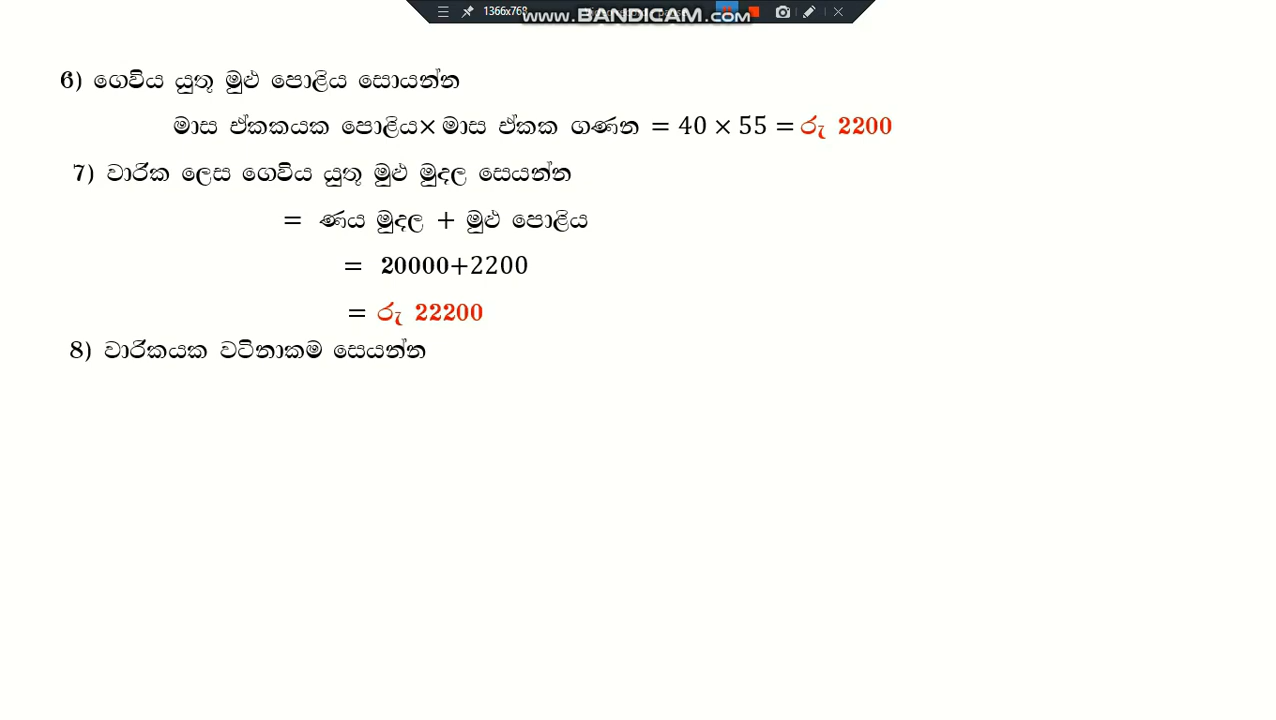 1366x768
www.BANDICAM.com
6) ගෙවිය යුතු මුළු පොළිය සොයන්න
මාස ඒකකයක පොළිය× මාස ඒකක ගණන = 40 × 55 = රු 2200
7) වාරික ලෙස ගෙවිය යුතු මුළු මුදල සෙයන්න
= ණය මුදල + මුළු පොළිය
= 20000+2200
= රු 22200
8) වාරිකයක වටිනාකම සෙයන්න